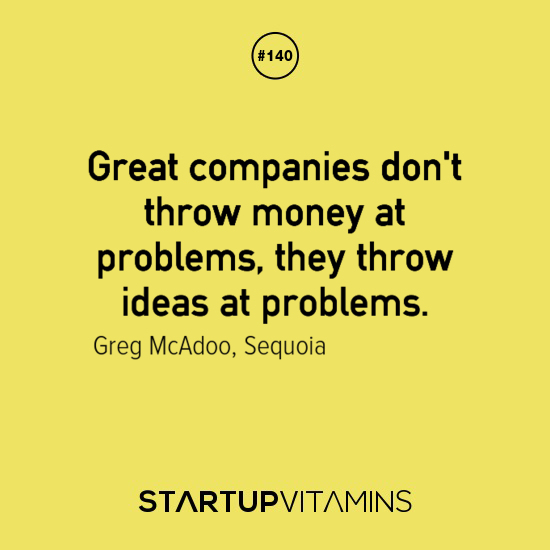 #140
Great companies don't
throw money at
problems, they throw
ideas at problems.
Greg McAdoo, Sequoia
STARTUPVITAMINS